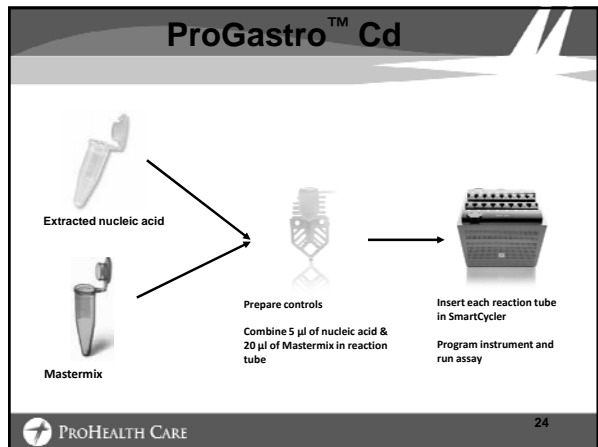 ProGastro™ Cd
Extracted nucleic acid
Mastermix
Prepare controls
Combine 5 µl of nucleic acid &
20 µl of Mastermix in reaction
tube
Insert each reaction tube
in SmartCycler
Program instrument and
run assay
PROHEALTH CARE
24